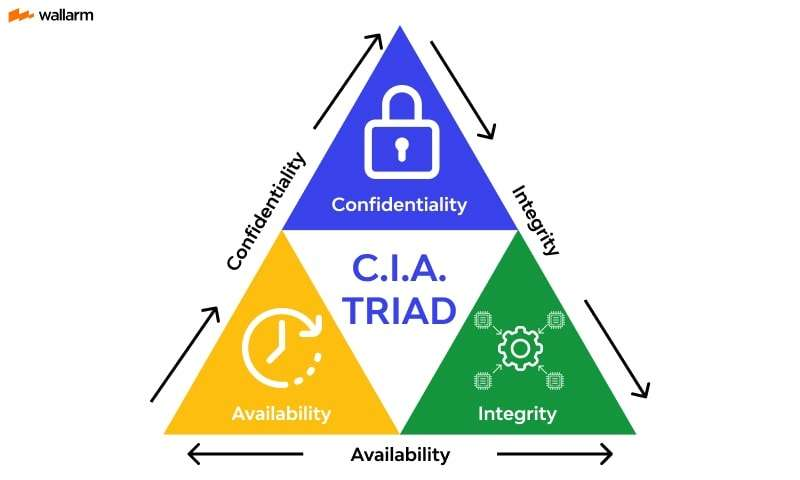 wallarm
Confidentiality
Confidentiality
Integrity
C.I.A.
TRIAD
Availability
Integrity
Availability